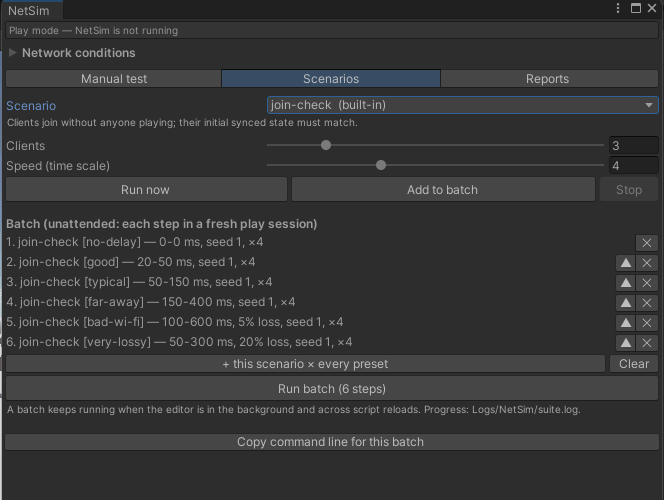 NetSim
Play mode — NetSim is not running
Network conditions
Manual test
Scenarios
Reports
Scenario
join-check (built-in)
Clients join without anyone playing; their initial synced state must match.
Clients
3
Speed (time scale)
4
Run now
Add to batch
Stop
Batch (unattended: each step in a fresh play session)
1. join-check [no-delay] — 0-0 ms, seed 1, ×4
2. join-check [good] — 20-50 ms, seed 1, ×4
3. join-check [typical] — 50-150 ms, seed 1, ×4
4. join-check [far-away] — 150-400 ms, seed 1, ×4
5. join-check [bad-wi-fi] — 100-600 ms, 5% loss, seed 1, ×4
6. join-check [very-lossy] — 50-300 ms, 20% loss, seed 1, ×4
+ this scenario × every preset
Clear
Run batch (6 steps)
A batch keeps running when the editor is in the background and across script reloads. Progress: Logs/NetSim/suite.log.
Copy command line for this batch